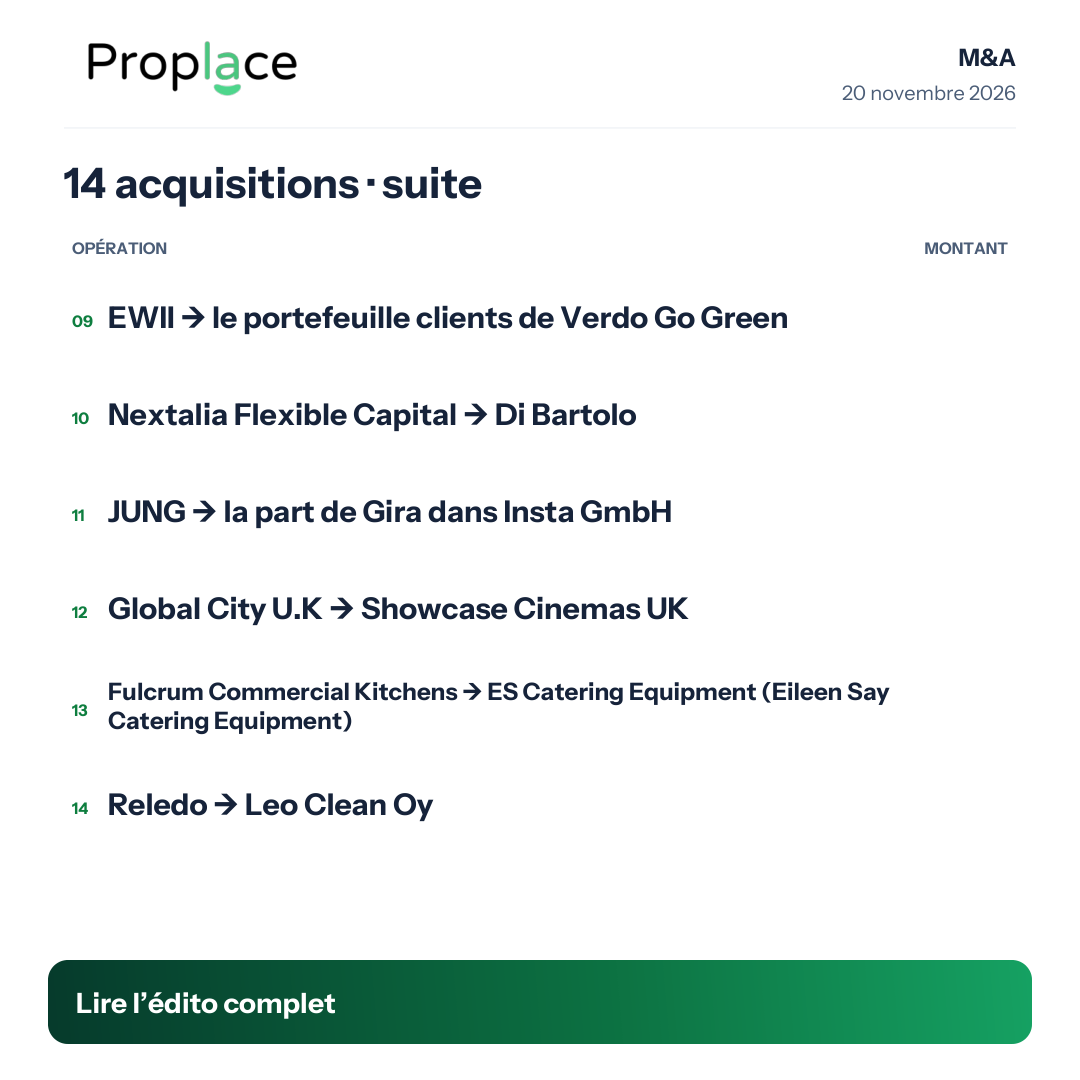 Proplace
M&A
20 novembre 2026
14 acquisitions · suite
OPÉRATION
MONTANT
09 EWII → le portefeuille clients de Verdo Go Green
10 Nextalia Flexible Capital → Di Bartolo
11 JUNG → la part de Gira dans Insta GmbH
12 Global City U.K → Showcase Cinemas UK
13 Fulcrum Commercial Kitchens → ES Catering Equipment (Eileen Say
Catering Equipment)
14 Reledo → Leo Clean Oy
Lire l’édito complet